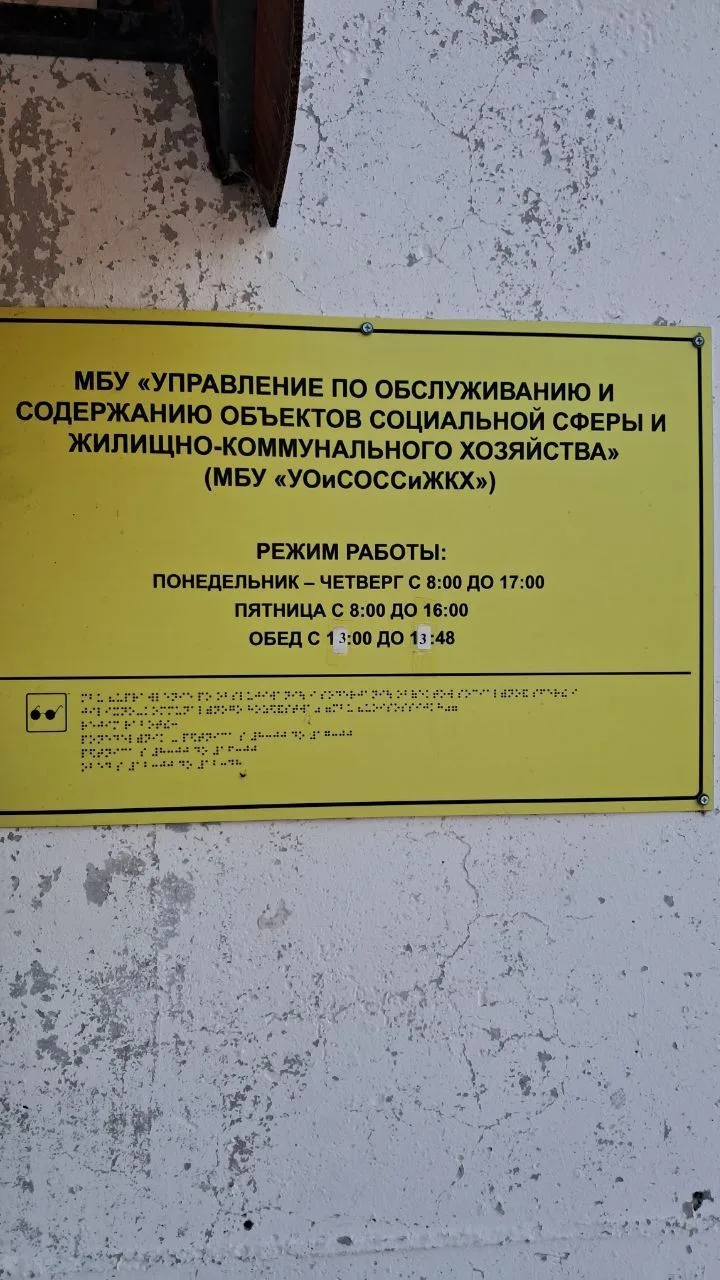 МБУ «УПРАВЛЕНИЕ ПО ОБСЛУЖИВАНИЮ И
СОДЕРЖАНИЮ ОБЪЕКТОВ СОЦИАЛЬНОЙ СФЕРЫ И
ЖИЛИЩНО-КОММУНАЛЬНОГО ХОЗЯЙСТВА»
(МБУ «УОиСОССиЖКХ»)
РЕЖИМ РАБОТЫ:
ПОНЕДЕЛЬНИК – ЧЕТВЕРГ С 8:00 ДО 17:00
ПЯТНИЦА С 8:00 ДО 16:00
ОБЕД С 13:00 ДО 13:48